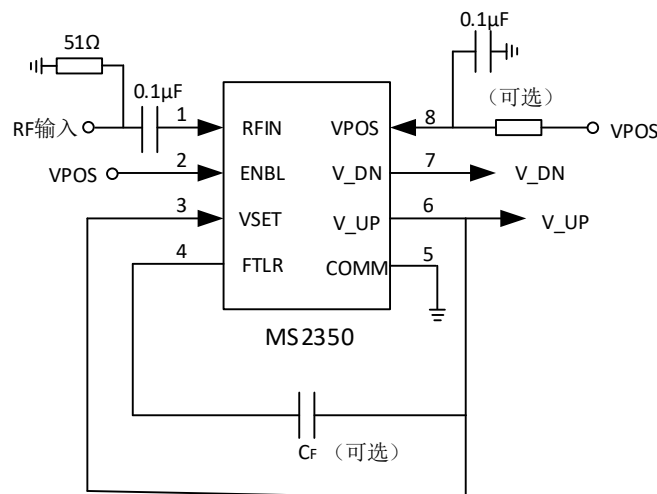 0.1µF
51Ω
0.1µF
（可选）
1
RFIN
VPOS
8
RF输入
VPOS
VPOS
2
ENBL
V_DN
7
V_DN
3
VSET
V_UP
6
V_UP
4
FTLR
COMM
5
MS2350
CF （可选）